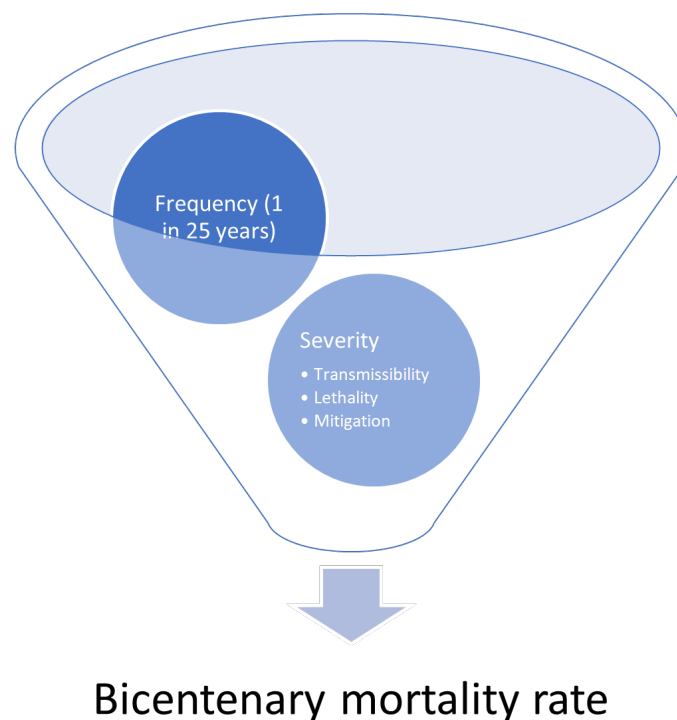 Frequency (1
in 25 years)
Severity
• Transmissibility
• Lethality
• Mitigation
Bicentenary mortality rate